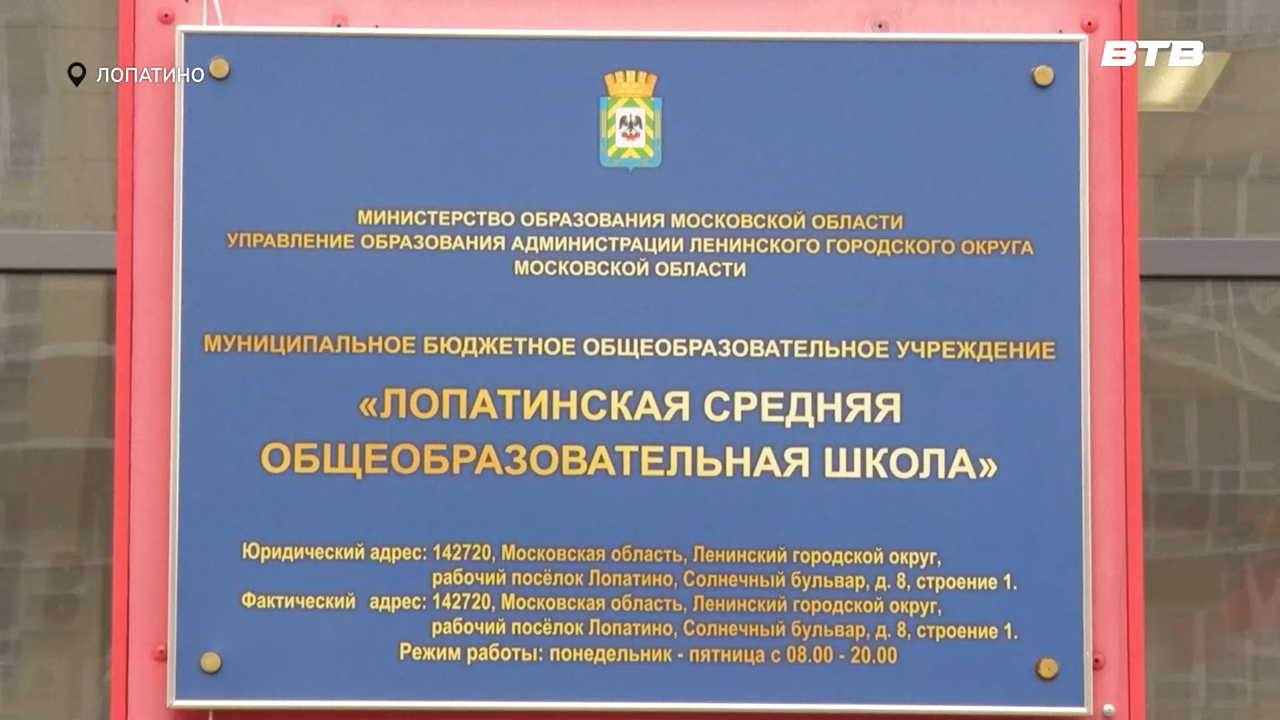 ЛОПАТИНО
ВТВ
МИНИСТЕРСТВО ОБРАЗОВАНИЯ МОСКОВСКОЙ ОБЛАСТИ
УПРАВЛЕНИЕ ОБРАЗОВАНИЯ АДМИНИСТРАЦИИ ЛЕНИНСКОГО ГОРОДСКОГО ОКРУГА
МОСКОВСКОЙ ОБЛАСТИ
МУНИЦИПАЛЬНОЕ БЮДЖЕТНОЕ ОБЩЕОБРАЗОВАТЕЛЬНОЕ УЧРЕЖДЕНИЕ
«ЛОПАТИНСКАЯ СРЕДНЯЯ
ОБЩЕОБРАЗОВАТЕЛЬНАЯ ШКОЛА»
Юридический адрес: 142720, Московская область, Ленинский городской округ,
рабочий посёлок Лопатино, Солнечный бульвар, д. 8, строение 1.
Фактический адрес: 142720, Московская область, Ленинский городской округ,
рабочий посёлок Лопатино, Солнечный бульвар, д. 8, строение 1.
Режим работы: понедельник - пятница с 08.00 - 20.00